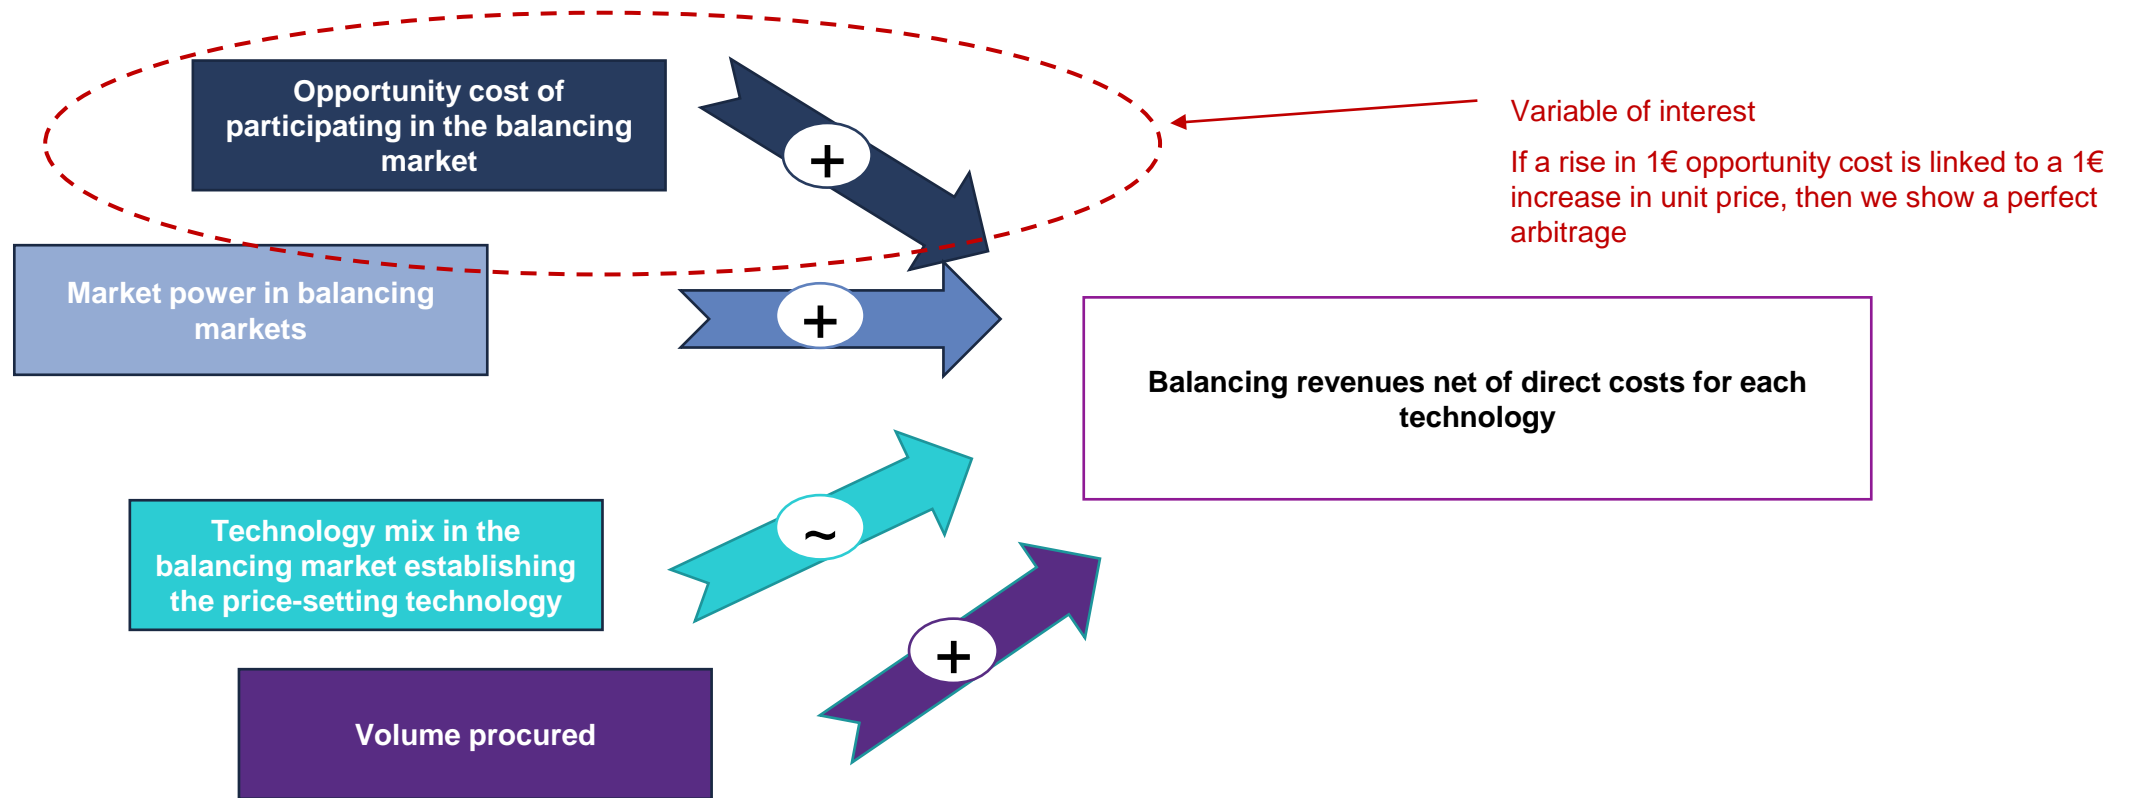 Opportunity cost of
participating in the balancing
market
+
Variable of interest
If a rise in 1€ opportunity cost is linked to a 1€
increase in unit price, then we show a perfect
arbitrage
Market power in balancing
markets
+
Balancing revenues net of direct costs for each
technology
Technology mix in the
balancing market establishing
the price-setting technology
~
Volume procured
+